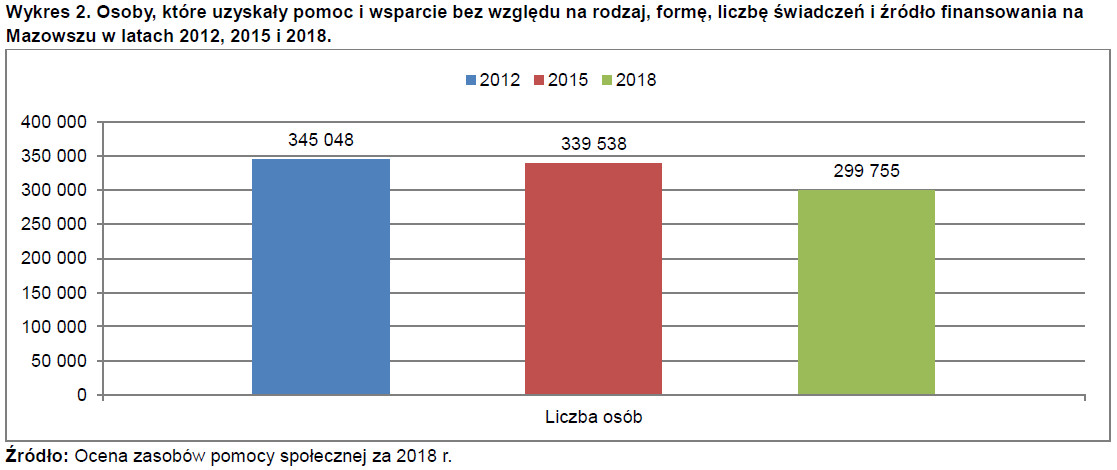 Wykres 2. Osoby, które uzyskały pomoc i wsparcie bez względu na rodzaj, formę, liczbę świadczeń i źródło finansowania na
Mazowszu w latach 2012, 2015 i 2018.
2012 2015 2018
400 000
350 000
300 000
250 000
200 000
150 000
100 000
50 000
0
345 048
339 538
299 755
Liczba osób
Źródło: Ocena zasobów pomocy społecznej za 2018 r.